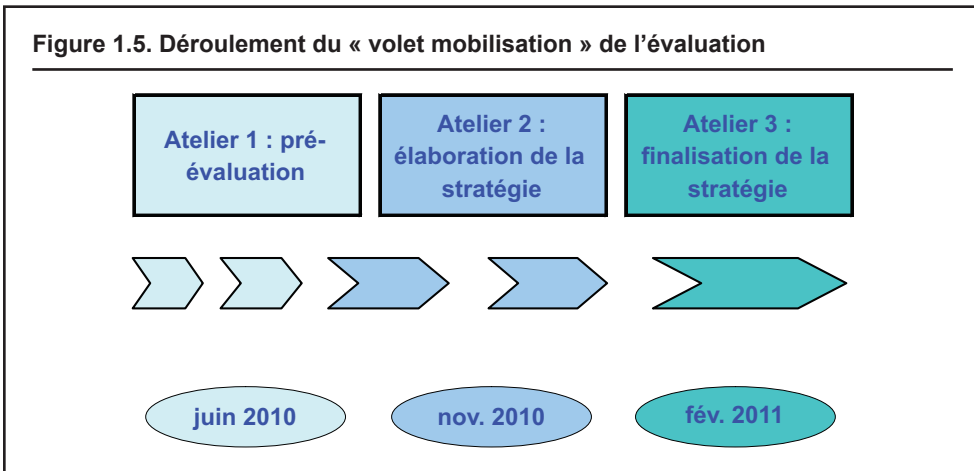 Figure 1.5. Déroulement du « volet mobilisation » de l’évaluation
Atelier 1 : pré-
évaluation
Atelier 2 :
élaboration de la
stratégie
Atelier 3 :
finalisation de la
stratégie
juin 2010
nov. 2010
fév. 2011